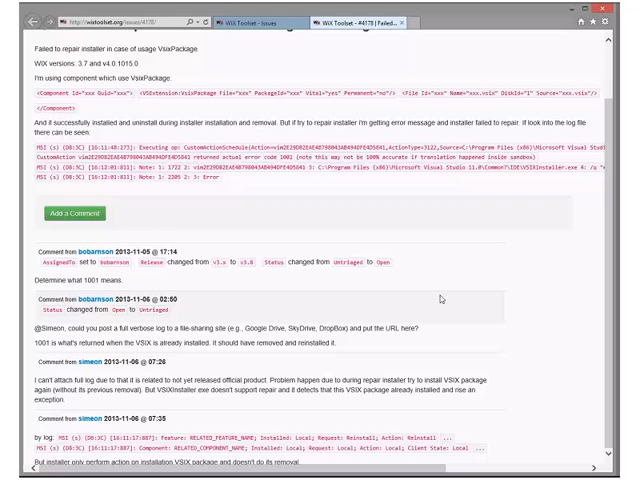 http://wixtoolset.org/issues/4178/
WiX Toolset - Issues
WiX Toolset - #4178 | Failed...
Failed to repair installer in case of usage VsixPackage
WiX versions: 3.7 and v4.0.1015.0
I'm using component which use VsixPackage:
<Component Id="xxx Guid="xxx"> <VSExtension:VsixPackage File="xxx" PackageId="xxx" Vital="yes" Permanent="no"/> <File Id="xxx" Name="xxx.vsix" DiskId="1" Source="xxx.vsix"/>
</Component>
And it successfully installed and uninstall during installer installation and removal. But if try to repair installer I'm getting error message and installer failed to repair. If look into the log file
there can be seen:
MSI (s) (D8:3C) [16:11:48:273]: Executing op: CustomActionSchedule(Action=vim2E29D82EAE4B798043AB494DFE4D5841,ActionType=3122,Source=C:\Program Files (x86)\Microsoft Visual Stud
CustomAction vim2E29D82EAE4B798043AB494DFE4D5841 returned actual error code 1001 (note this may not be 100% accurate if translation happened inside sandbox)
MSI (s) (D8:3C) [16:12:01:811]: Note: 1: 1722 2: vim2E29D82EAE4B798043AB494DFE4D5841 3: C:\Program Files (x86)\Microsoft Visual Studio 11.0\Common7\IDE\VSIXInstaller.exe 4: /q "x
MSI (s) (D8:3C) [16:12:01:811]: Note: 1: 2205 2: 3: Error
Add a Comment
Comment from bobarnson 2013-11-05 @ 17:14
AssignedTo set to bobarnson Release changed from v3.x to v3.8 Status changed from Untriaged to Open
Determine what 1001 means.
Comment from bobarnson 2013-11-06 @ 02:50
Status changed from Open to Untriaged
@Simeon, could you post a full verbose log to a file-sharing site (e.g., Google Drive, SkyDrive, DropBox) and put the URL here?
1001 is what's returned when the VSIX is already installed. It should have removed and reinstalled it.
Comment from simeon 2013-11-06 @ 07:26
I can't attach full log due to that it is related to not yet released official product. Problem happen due to during repair installer try to install VSIX package
again (without its previous removal). But VSIXInstaller.exe doesn't support repair and it detects that this VSIX package already installed and rise an
exception.
Comment from simeon 2013-11-06 @ 07:35
by log: MSI (s) (D8:3C) [16:11:17:887]: Feature: RELATED_FEATURE_NAME; Installed: Local; Request: Reinstall; Action: Reinstall ...
MSI (s) (D8:3C) [16:11:17:887]: Component: RELATED_COMPONENT_NAME; Installed: Local; Request: Local; Action: Local; Client State: Local ...
But installer only perform action on installation VSIX package and doesn't do its removal.